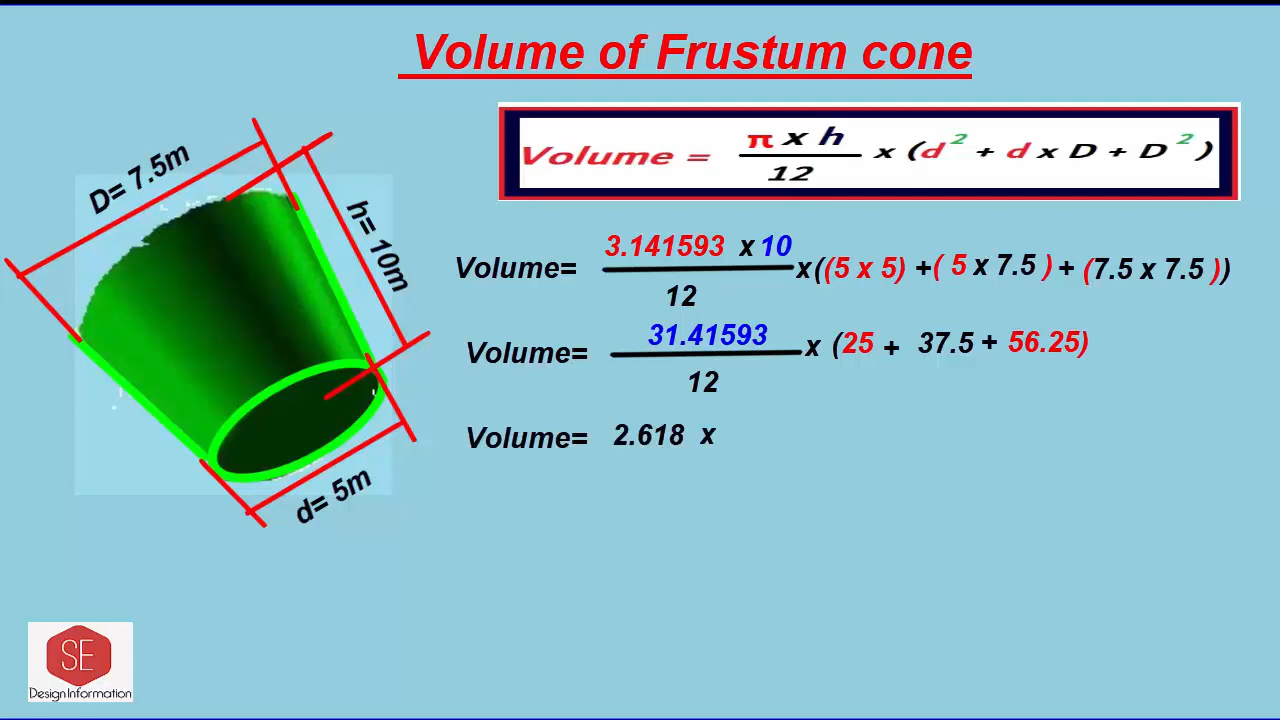 Volume of Frustum cone
Volume = π x h / 12 x (d² + d x D + D²)
D= 7.5m
h= 10m
d= 5m
Volume= 3.141593 x 10 / 12 x((5 x 5) +( 5 x 7.5 ) + (7.5 x 7.5 ))
Volume= 31.41593 / 12 x (25 + 37.5 + 56.25)
Volume= 2.618 x
SE
Design Information